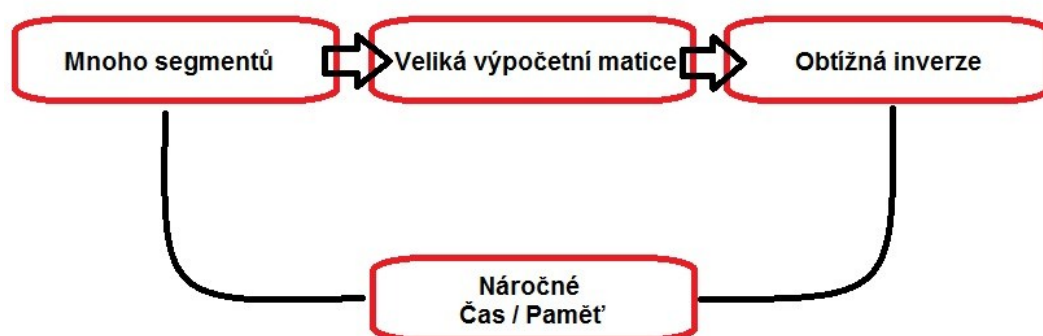 Mnoho segmentů
Veliká výpočetní matice
Obtížná inverze
Náročné
Čas / Paměť